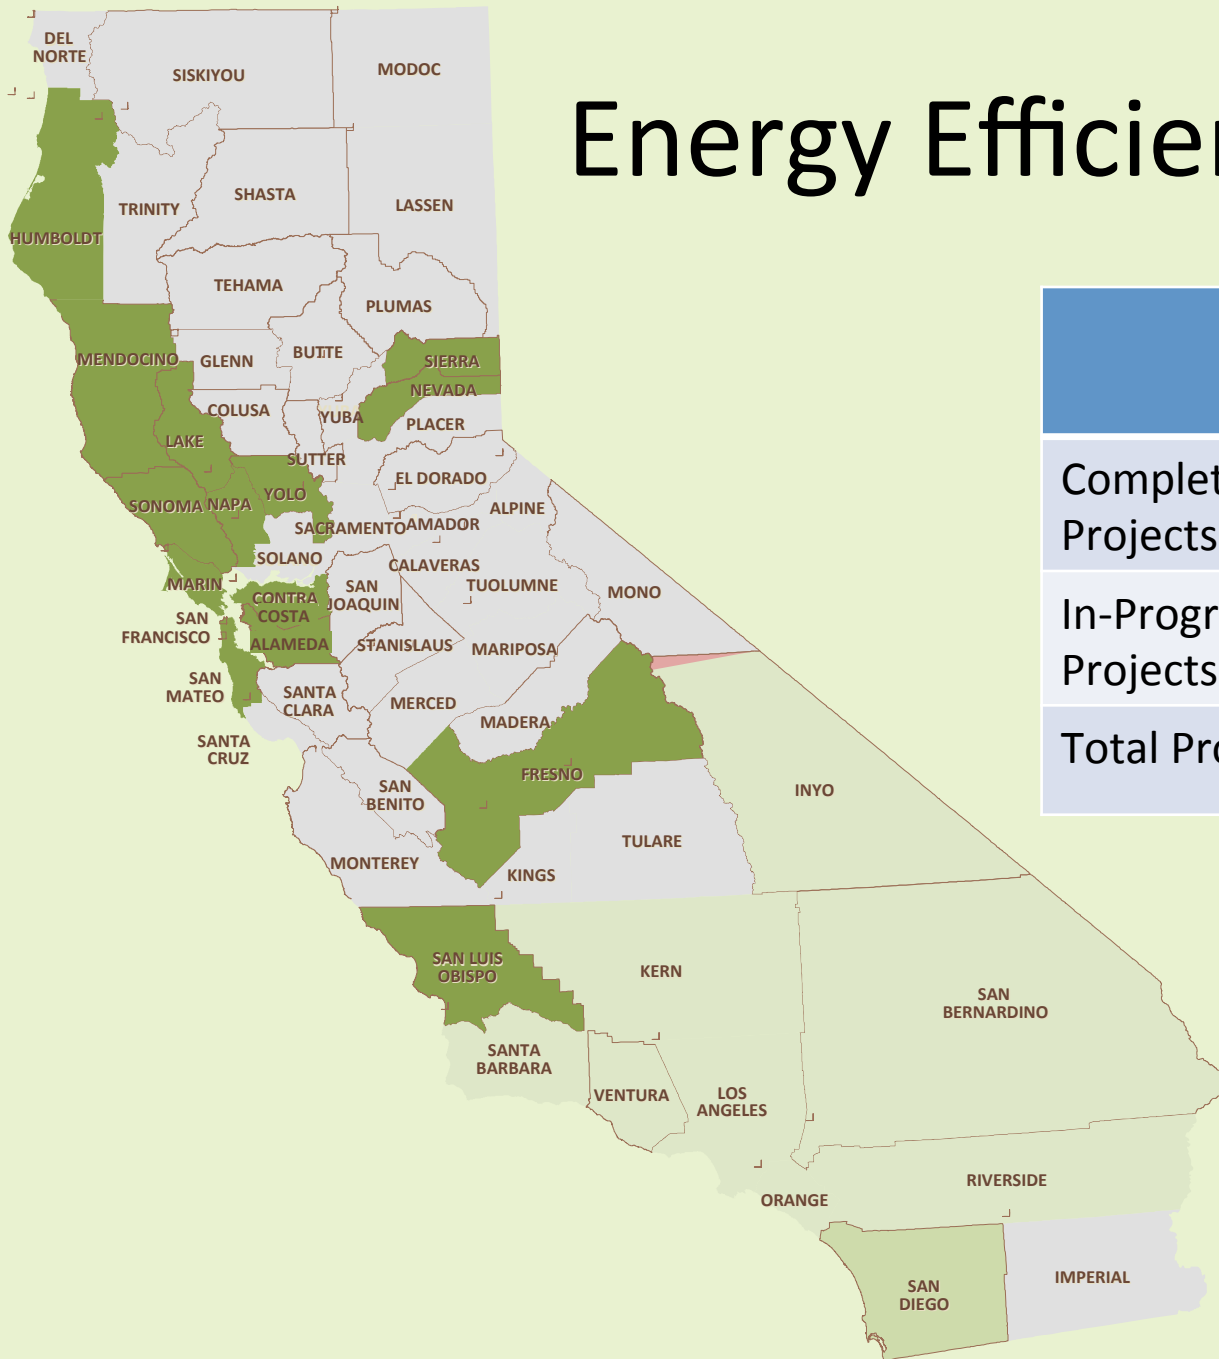 Energy Efficien
Complet
Projects
In-Progr
Projects
Total Pro
DEL
NORTE
SISKIYOU
MODOC
TRINITY
SHASTA
LASSEN
HUMBOLDT
TEHAMA
PLUMAS
MENDOCINO
GLENN
BUTTE
SIERRA
NEVADA
COLUSA
YUBA
PLACER
LAKE
SUTTER
EL DORADO
SONOMA
NAPA
YOLO
ALPINE
SACRAMENTO
AMADOR
SOLANO
CALAVERAS
MARIN
CONTRA
COSTA
SAN
JOAQUIN
TUOLUMNE
MONO
SAN
FRANCISCO
ALAMEDA
STANISLAUS
MARIPOSA
SAN
MATEO
SANTA
CLARA
MERCED
MADERA
SANTA
CRUZ
SAN
BENITO
FRESNO
INYO
MONTEREY
KINGS
TULARE
SAN LUIS
OBISPO
KERN
SAN
BERNARDINO
SANTA
BARBARA
VENTURA
LOS
ANGELES
ORANGE
RIVERSIDE
SAN
DIEGO
IMPERIAL